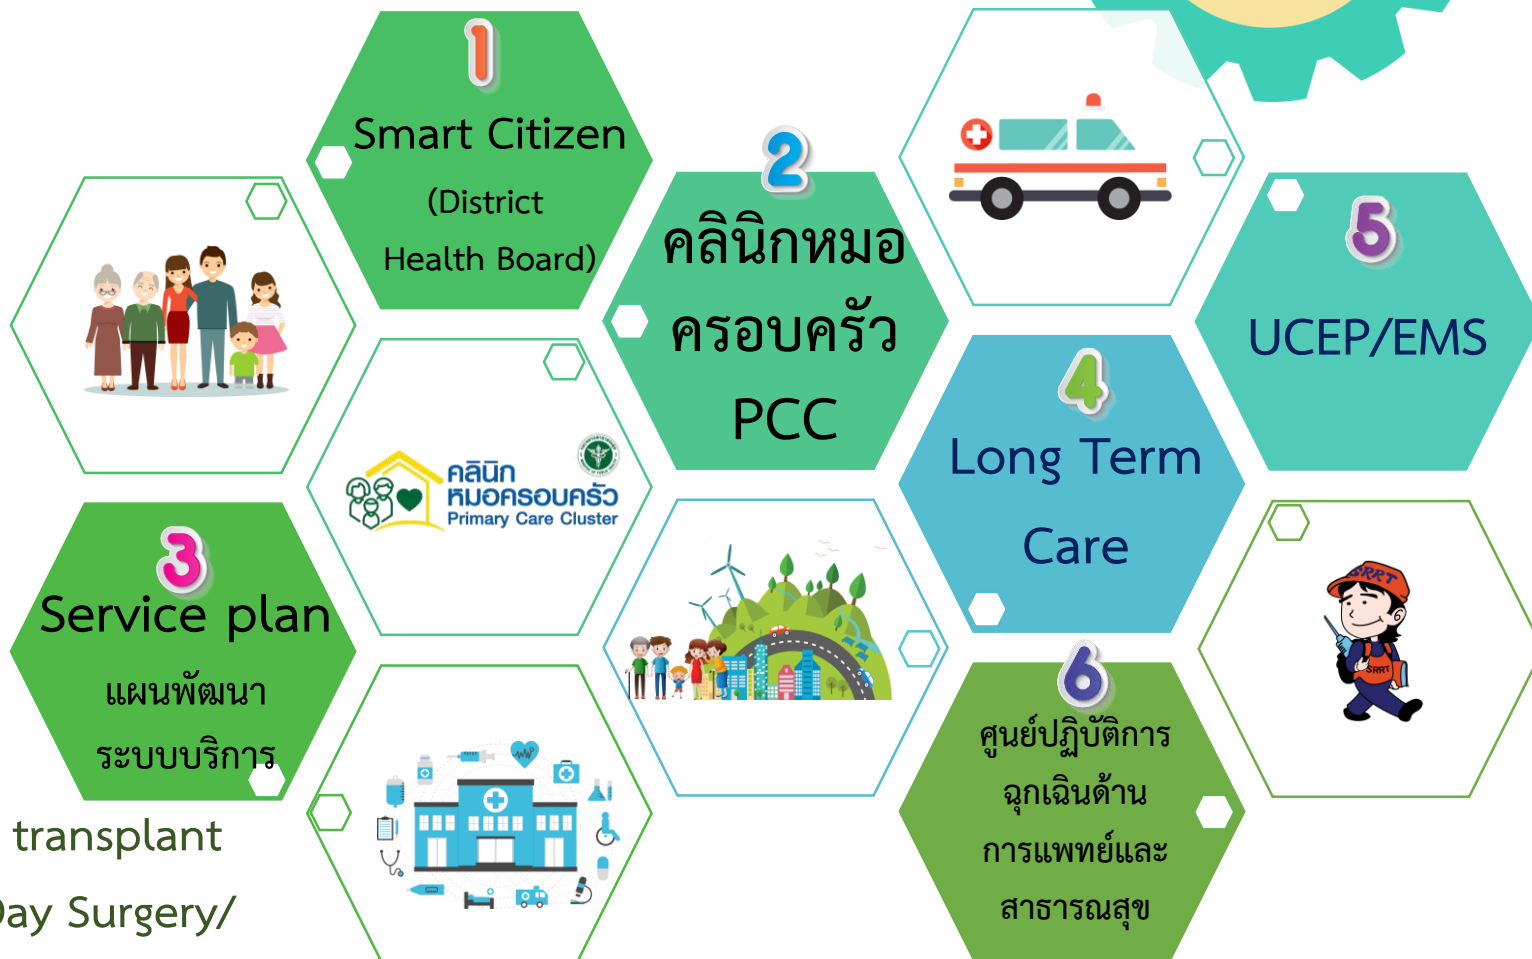 1
Smart Citizen
(District
Health Board)
2
คลินิกหมอ
ครอบครัว
PCC
5
UCEP/EMS
4
Long Term
Care
คลินิก
หมอครอบครัว
Primary Care Cluster
3
Service plan
แผนพัฒนา
ระบบบริการ
transplant
Day Surgery/
SRRT
SRRT
6
ศูนย์ปฏิบัติการ
ฉุกเฉินด้าน
การแพทย์และ
สาธารณสุข